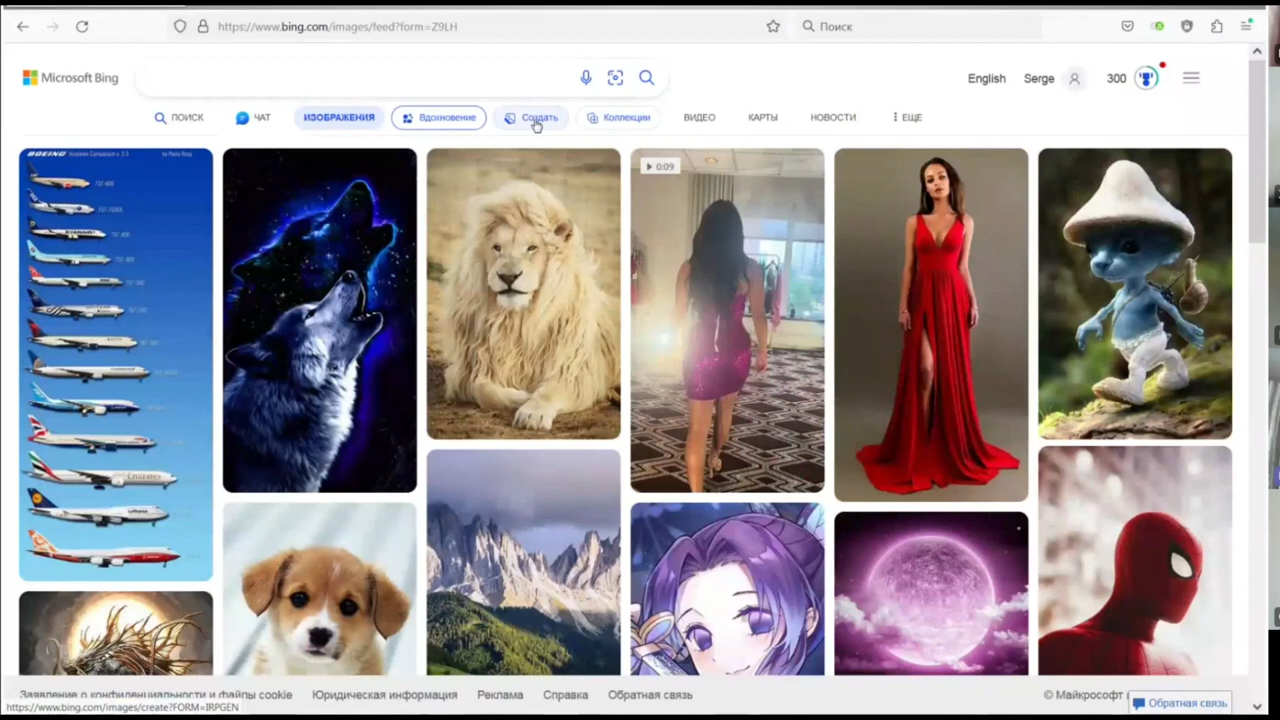 https://www.bing.com/images/feed?form=Z9LH
Поиск
Microsoft Bing
English
Serge
300
ПОИСК
ЧАТ
ИЗОБРАЖЕНИЯ
Вдохновение
Создать
Коллекции
ВИДЕО
КАРТЫ
НОВОСТИ
ЕЩЕ
BOEING
0:09
Emirates
Заявление о конфиденциальности и файлы cookie
Юридическая информация
Реклама
Справка
Обратная связь
© Майкрософт
Обратная связь
https://www.bing.com/images/create?FORM=IRPGEN